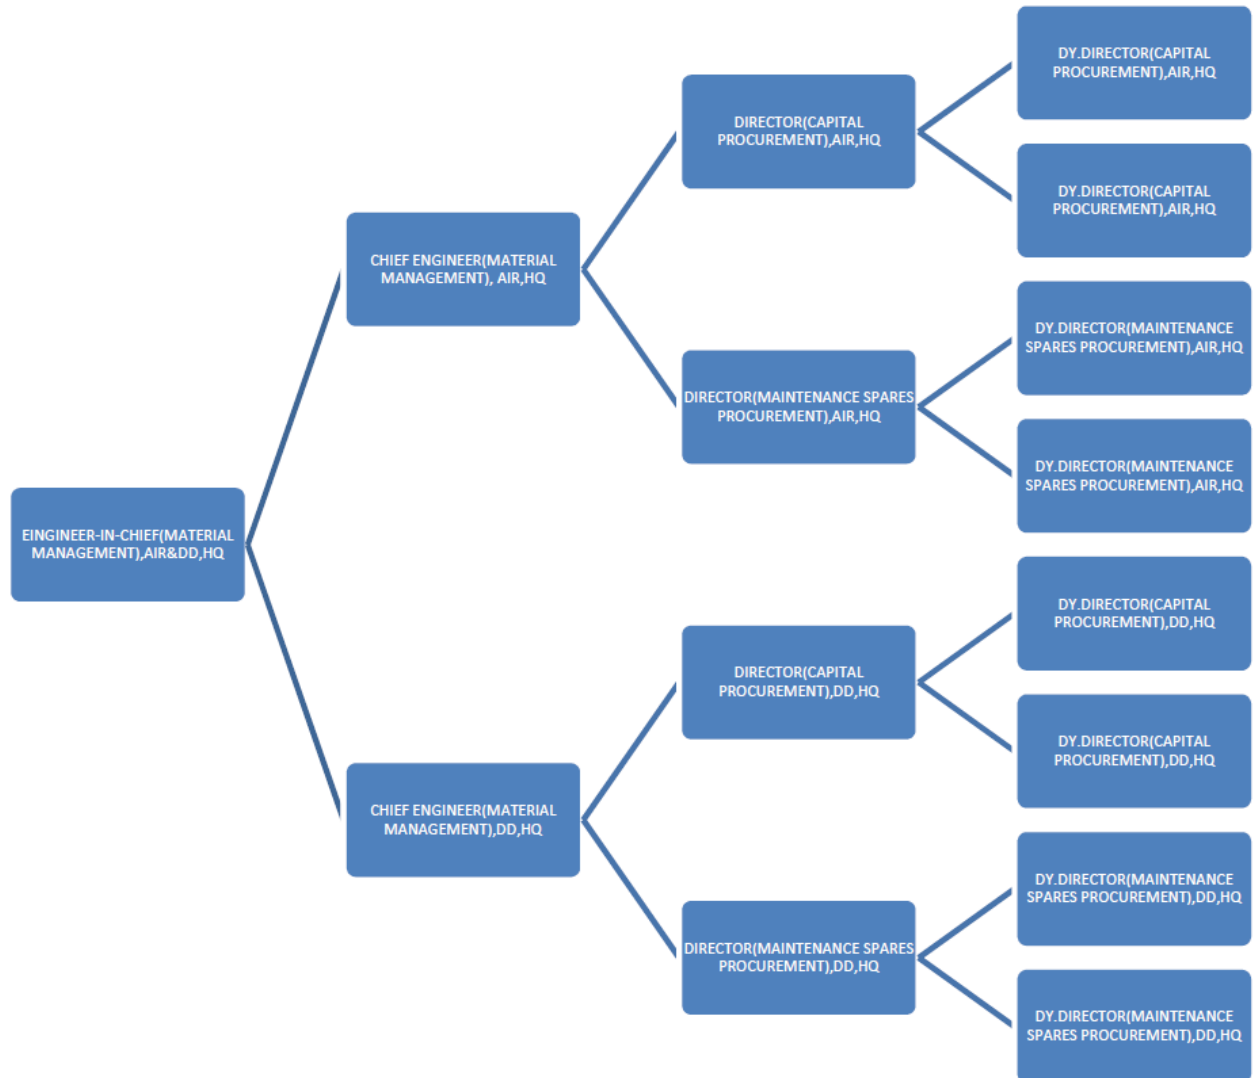 DY.DIRECTOR(CAPITAL
PROCUREMENT),AIR,HQ
DIRECTOR(CAPITAL
PROCUREMENT),AIR,HQ
DY.DIRECTOR(CAPITAL
PROCUREMENT),AIR,HQ
CHIEF ENGINEER(MATERIAL
MANAGEMENT), AIR,HQ
DY.DIRECTOR(MAINTENANCE
SPARES PROCUREMENT),AIR,HQ
DIRECTOR(MAINTENANCE SPARES
PROCUREMENT),AIR,HQ
DY.DIRECTOR(MAINTENANCE
SPARES PROCUREMENT),AIR,HQ
EINGINEER-IN-CHIEF(MATERIAL
MANAGEMENT),AIR&DD,HQ
DY.DIRECTOR(CAPITAL
PROCUREMENT),DD,HQ
DIRECTOR(CAPITAL
PROCUREMENT),DD,HQ
DY.DIRECTOR(CAPITAL
PROCUREMENT),DD,HQ
CHIEF ENGINEER(MATERIAL
MANAGEMENT),DD,HQ
DY.DIRECTOR(MAINTENANCE
SPARES PROCUREMENT),DD,HQ
DIRECTOR(MAINTENANCE SPARES
PROCUREMENT),DD,HQ
DY.DIRECTOR(MAINTENANCE
SPARES PROCUREMENT),DD,HQ